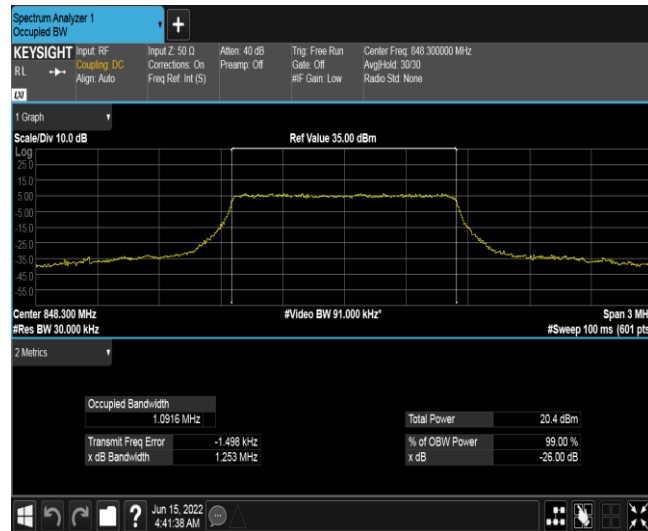 Spectrum Analyzer 1
Occupied BW
+
KEYSIGHT
RL
LXI
Input: RF
Coupling: DC
Align: Auto
Input Z: 50 Ω
Corrections: On
Freq Ref: Int (S)
Atten: 40 dB
Preamp: Off
Trig: Free Run
Gate: Off
#IF Gain: Low
Center Freq: 848.300000 MHz
Avg|Hold: 30/30
Radio Std: None
1 Graph
Scale/Div 10.0 dB
Ref Value 35.00 dBm
Log
25.0
15.0
5.00
-5.00
-15.0
-25.0
-35.0
-45.0
-55.0
Center 848.300 MHz
#Video BW 91.000 kHz*
Span 3 MH
#Res BW 30.000 kHz
#Sweep 100 ms (601 pts
2 Metrics
Occupied Bandwidth
1.0916 MHz
Total Power 20.4 dBm
Transmit Freq Error -1.498 kHz
% of OBW Power 99.00 %
x dB Bandwidth 1.253 MHz
x dB -26.00 dB
?
Jun 15, 2022
4:41:38 AM